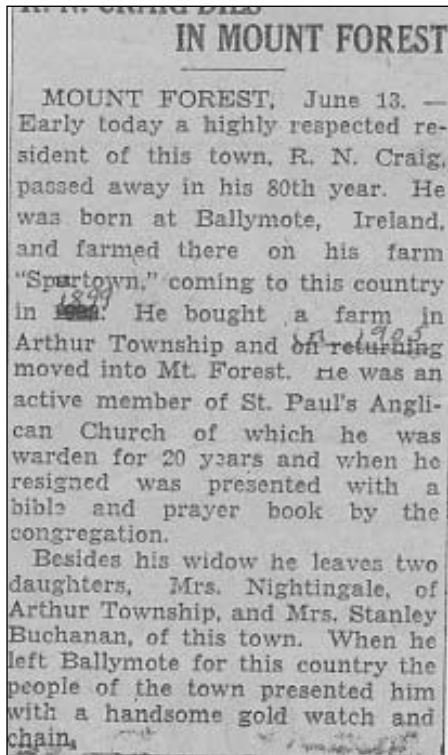 R. N. CRAIG DIES
IN MOUNT FOREST
MOUNT FOREST, June 13. —
Early today a highly respected re-
sident of this town, R. N. Craig,
passed away in his 80th year. He
was born at Ballymote, Ireland,
and farmed there on his farm
"Spurtown," coming to this country
in 1899. He bought a farm in
Arthur Township and on returning in 1905
moved into Mt. Forest. He was an
active member of St. Paul's Angli-
can Church of which he was
warden for 20 years and when he
resigned was presented with a
bible and prayer book by the
congregation.
Besides his widow he leaves two
daughters, Mrs. Nightingale, of
Arthur Township, and Mrs. Stanley
Buchanan, of this town. When he
left Ballymote for this country the
people of the town presented him
with a handsome gold watch and
chain.